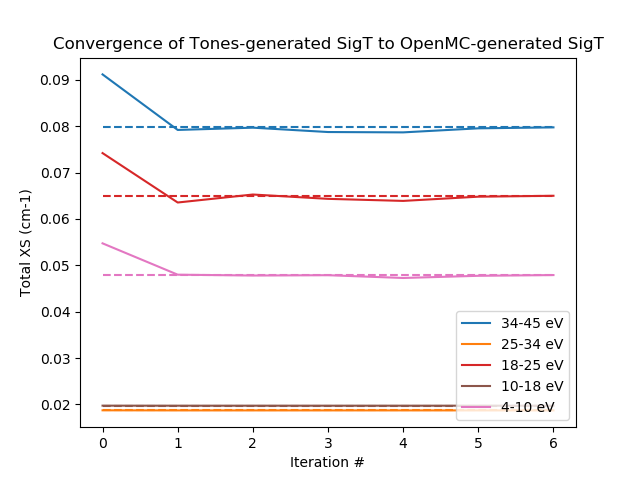 Convergence of Tones-generated SigT to OpenMC-generated SigT
0.09
0.08
0.07
0.06
0.05
0.04
0.03
0.02
Total XS (cm-1)
34-45 eV
25-34 eV
18-25 eV
10-18 eV
4-10 eV
0 1 2 3 4 5 6
Iteration #